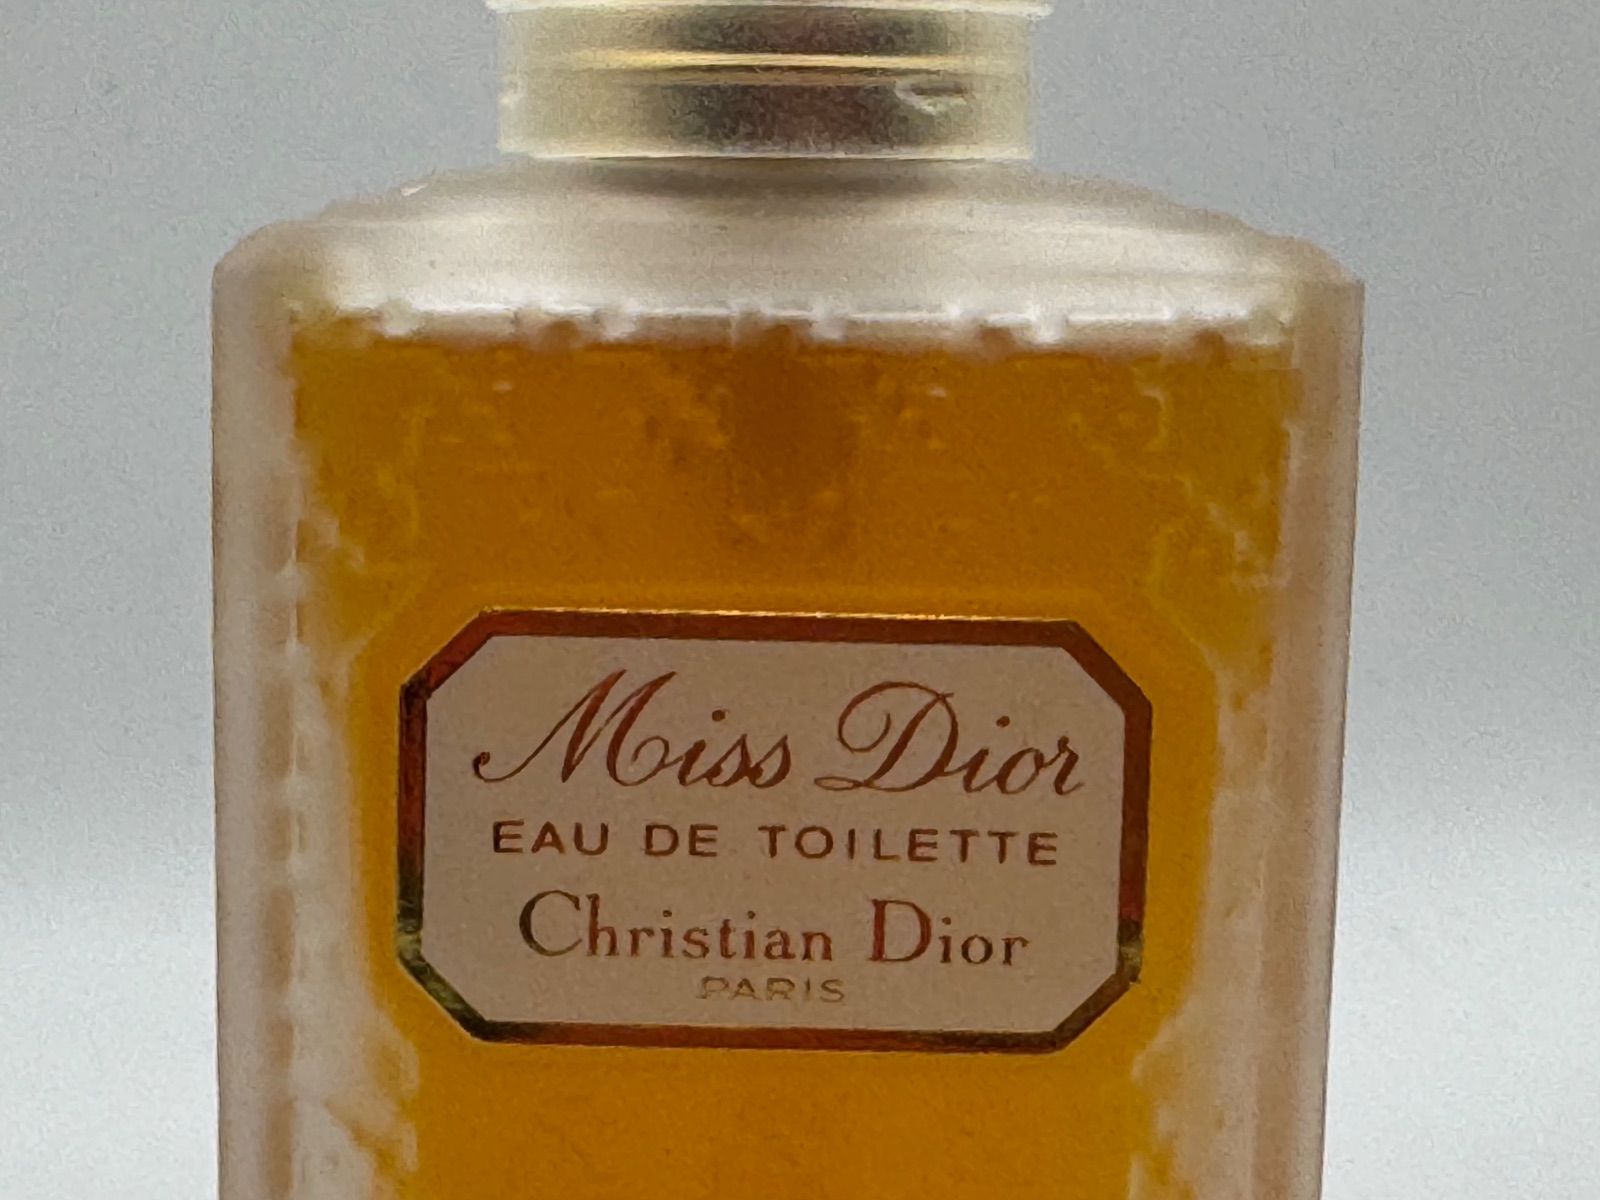 Miss Dior
EAU DE TOILETTE
Christian Dior
PARIS